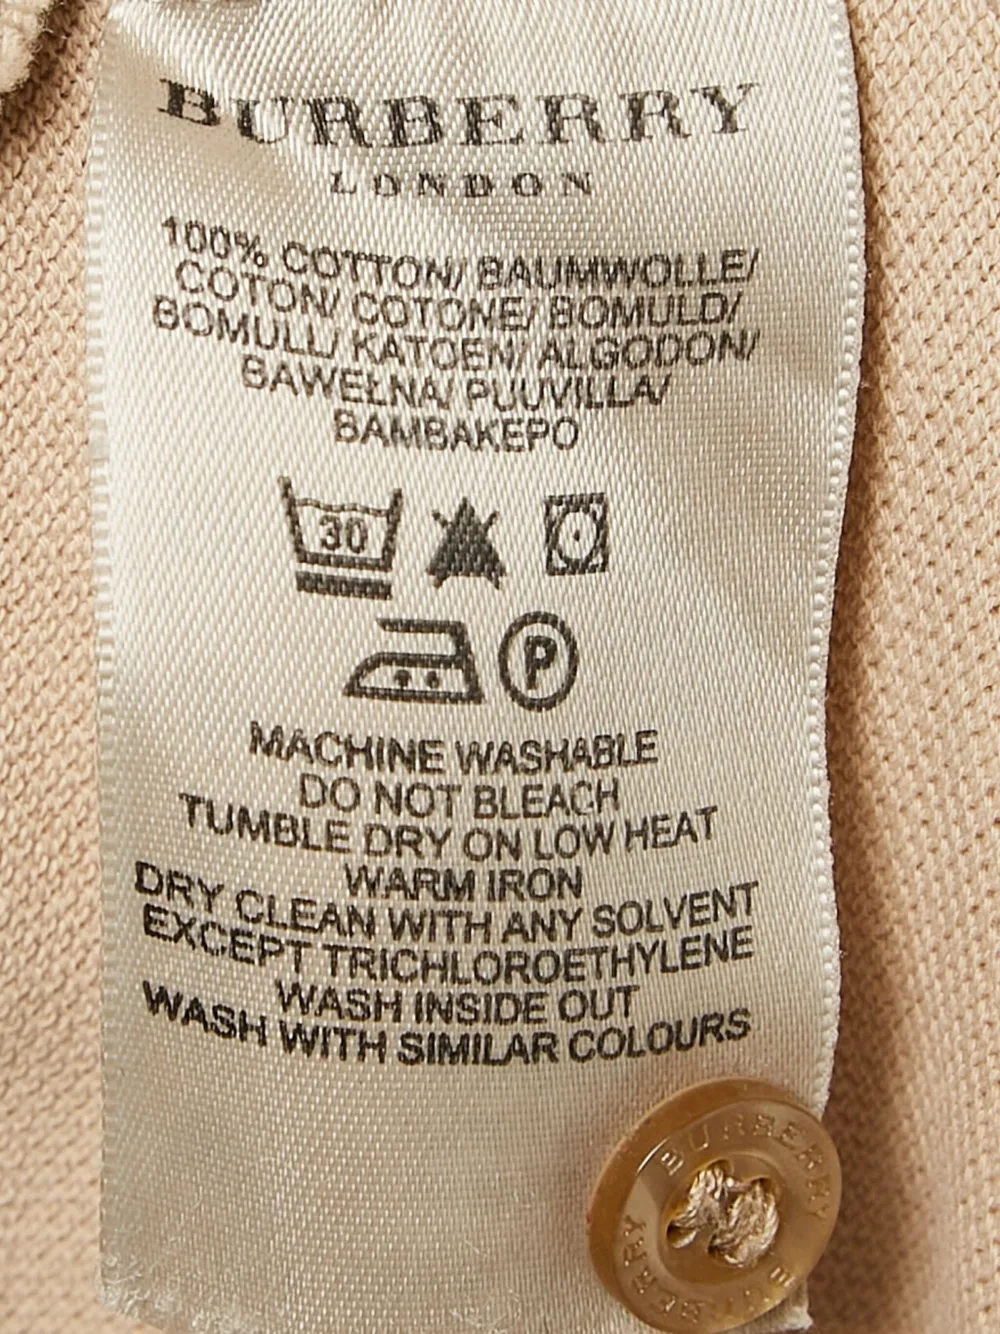 BURBERRY
LONDON
100% COTTON/ BAUMWOLLE/
COTON/ COTONE/ BOMULD/
BOMULL/ KATOEN/ ALGODON/
BAWEŁNA/ PUUVILLA/
BAMBAKEPO
30
P
MACHINE WASHABLE
DO NOT BLEACH
TUMBLE DRY ON LOW HEAT
WARM IRON
DRY CLEAN WITH ANY SOLVENT
EXCEPT TRICHLOROETHYLENE
WASH INSIDE OUT
WASH WITH SIMILAR COLOURS
BURBERRY
BURBERRY